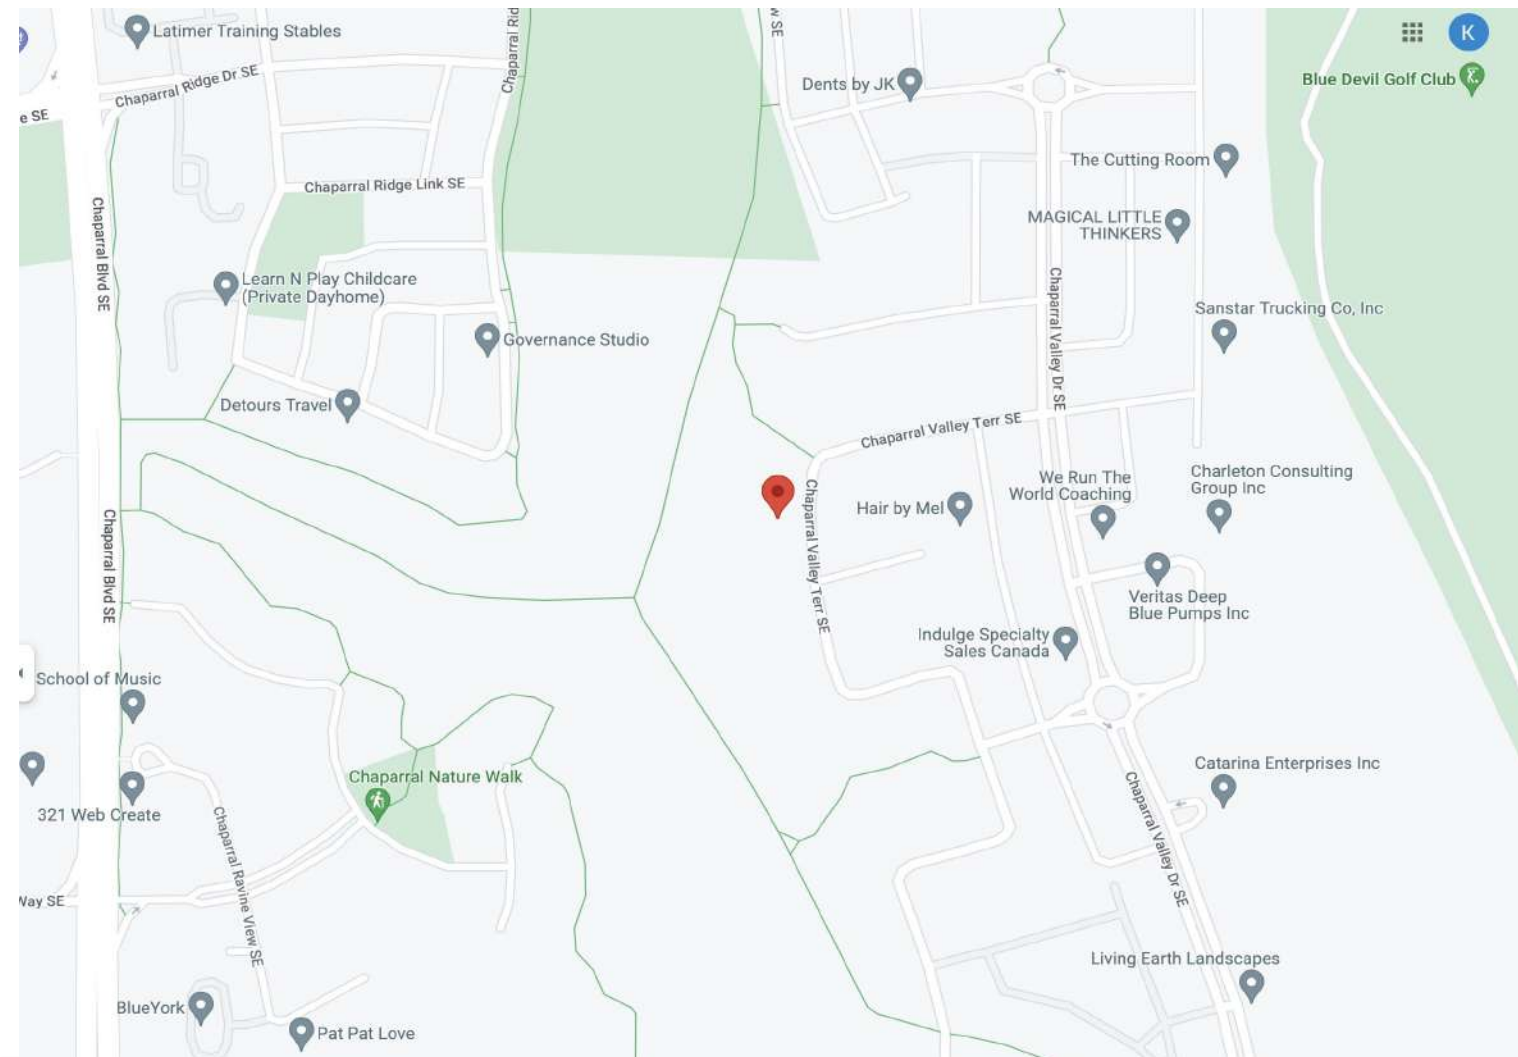 w SE
Latimer Training Stables
Chaparral Rid
Chaparral Ridge Dr SE
K
Blue Devil Golf Club
Dents by JK
e SE
The Cutting Room
Chaparral Ridge Link SE
MAGICAL LITTLE
THINKERS
Chaparral Blvd SE
Learn N Play Childcare
(Private Dayhome)
Chaparral Valley Dr SE
Sanstar Trucking Co, Inc
Governance Studio
Detours Travel
Chaparral Valley Terr SE
We Run The
World Coaching
Charleton Consulting
Group Inc
Hair by Mel
Chaparral Valley Terr SE
Chaparral Blvd SE
Veritas Deep
Blue Pumps Inc
Indulge Specialty
Sales Canada
School of Music
Chaparral Nature Walk
Catarina Enterprises Inc
321 Web Create
Chaparral Valley Dr SE
Chaparral Ravine View SE
Way SE
Living Earth Landscapes
BlueYork
Pat Pat Love